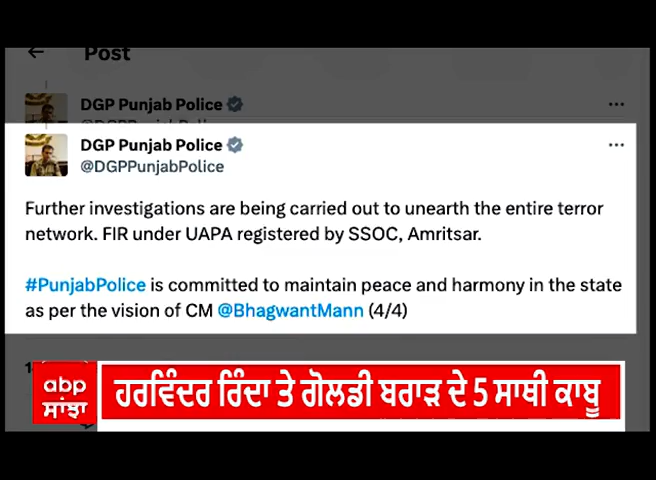 Post
DGP Punjab Police
DGP Punjab Police
@DGPPunjabPolice
Further investigations are being carried out to unearth the entire terror
network. FIR under UAPA registered by SSOC, Amritsar.
#PunjabPolice is committed to maintain peace and harmony in the state
as per the vision of CM @BhagwantMann (4/4)
abp
ਸਾਂਝਾ
ਹਰਵਿੰਦਰ ਰਿੰਦਾ ਤੇ ਗੋਲਡੀ ਬਰਾੜ ਦੇ 5 ਸਾਥੀ ਕਾਬੂ